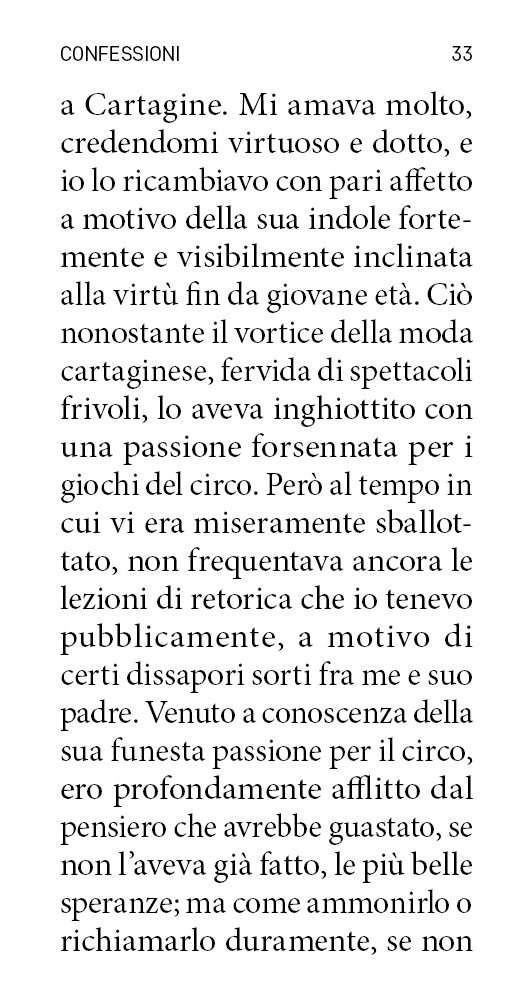 CONFESSIONI 33
a Cartagine. Mi amava molto,
credendomi virtuoso e dotto, e
io lo ricambiavo con pari affetto
a motivo della sua indole forte-
mente e visibilmente inclinata
alla virtù fin da giovane età. Ciò
nonostante il vortice della moda
cartaginese, fervida di spettacoli
frivoli, lo aveva inghiottito con
una passione forsennata per i
giochi del circo. Però al tempo in
cui vi era miseramente sballot-
tato, non frequentava ancora le
lezioni di retorica che io tenevo
pubblicamente, a motivo di
certi dissapori sorti fra me e suo
padre. Venuto a conoscenza della
sua funesta passione per il circo,
ero profondamente afflitto dal
pensiero che avrebbe guastato, se
non l’aveva già fatto, le più belle
speranze; ma come ammonirlo o
richiamarlo duramente, se non